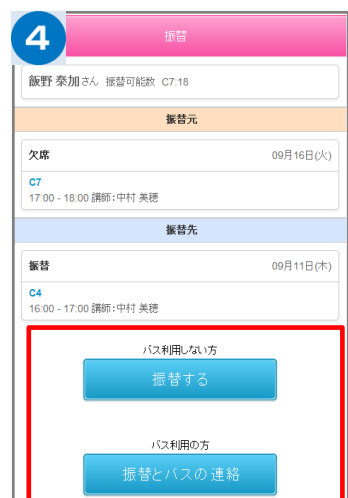 4
振替
飯野 奈加さん 振替可能数 C7:18
振替元
欠席 09月16日(火)
C7
17:00 - 18:00 講師:中村 美穂
振替先
振替 09月11日(木)
C4
16:00 - 17:00 講師:中村 美穂
バス利用しない方
振替する
バス利用の方
振替とバスの連絡